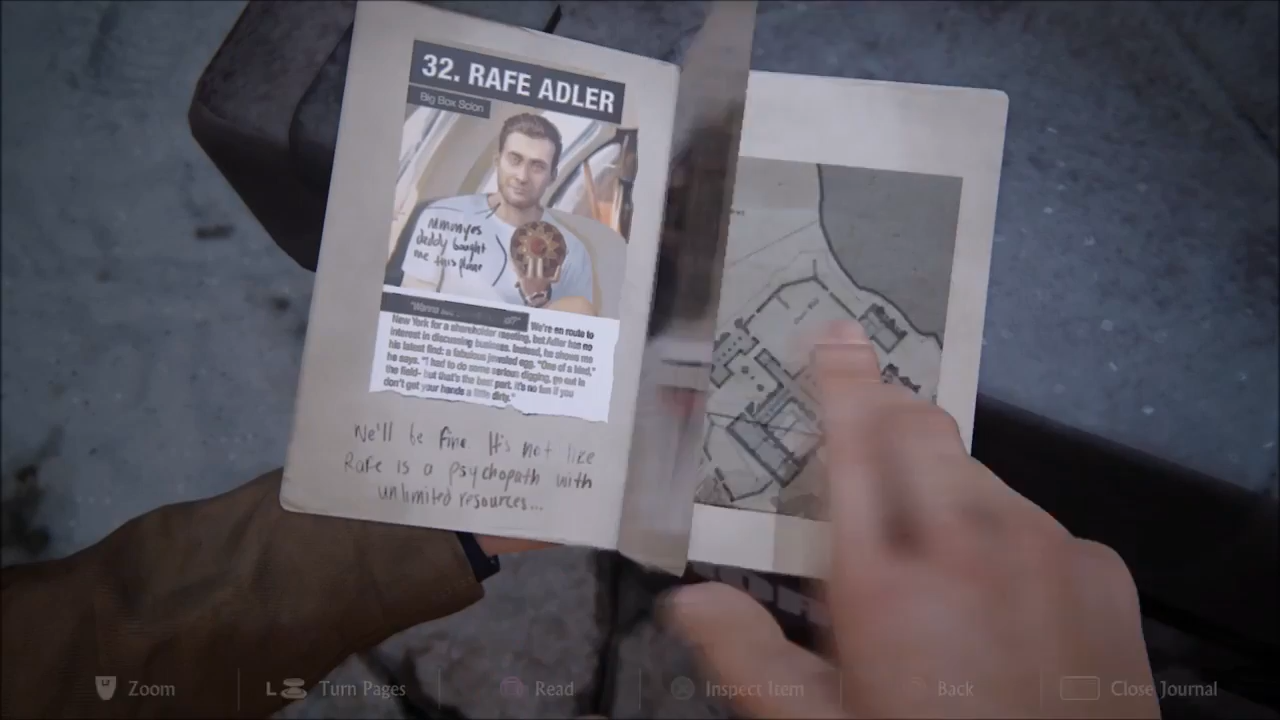 32. RAFE ADLER
Big Box Scion
daddy bought
me this plane
"Wanna
We're en route to
New York for a shareholder meeting, but Adler has no
interest in discussing business. Instead, he shows me
his latest find: a fabulous jeweled egg. "One of a kind,"
he says. "I had to do some serious digging, go out in
the field- but that's the best part. It's no fun if you
don't get your hands a little dirty."
We'll be fine. It's not like
Rafe is a psychopath with
unlimited resources...
Zoom
L
Turn Pages
Read
Inspect Item
Back
Close Journal